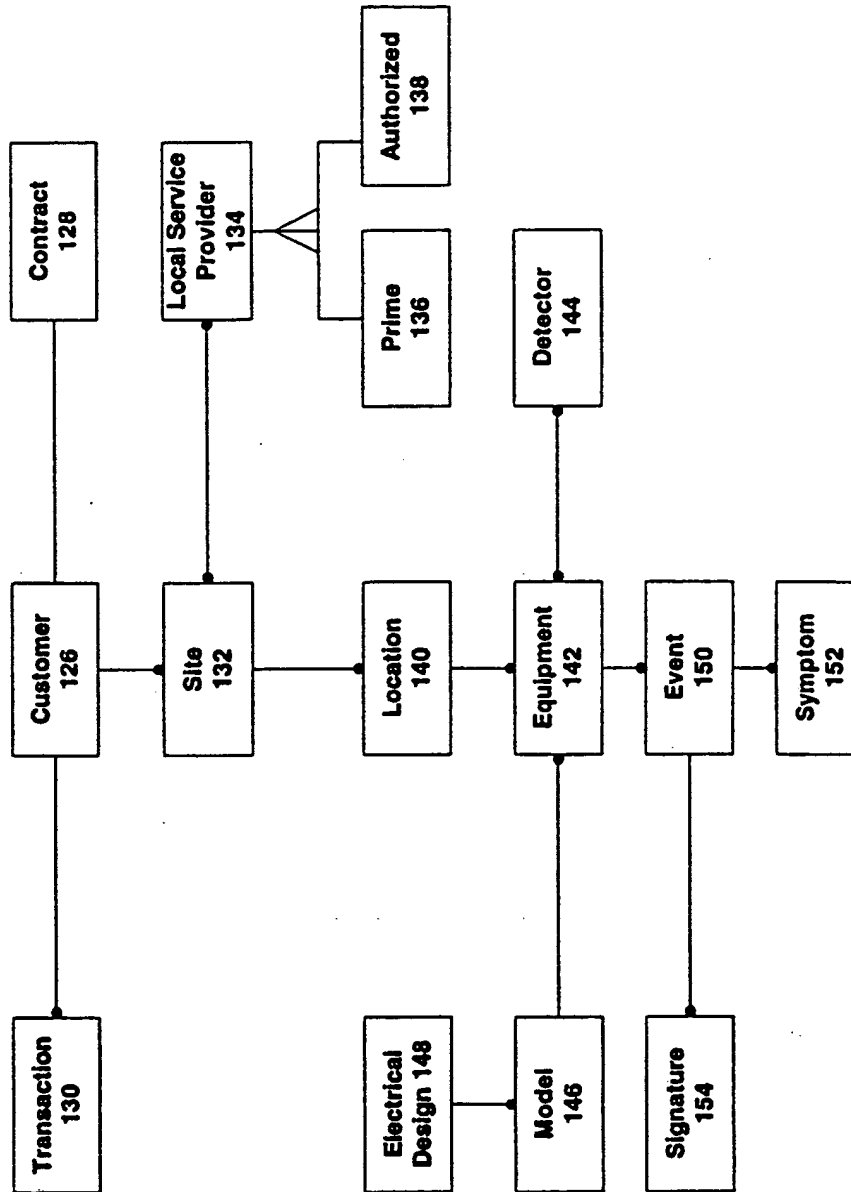 Transaction
130
Customer
126
Contract
128
Site
132
Local Service
Provider
134
Electrical
Design 148
Location
140
Prime
136
Authorized
138
Model
146
Equipment
142
Detector
144
Signature
154
Event
150
Symptom
152